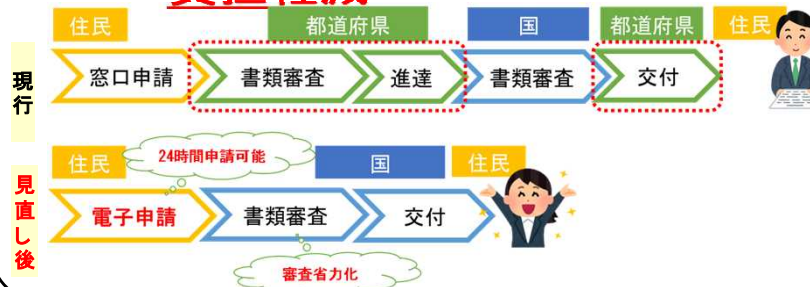 住民
都道府県
国
都道府県
住民
現行
窓口申請
書類審査
進達
書類審査
交付
住民
24時間申請可能
国
住民
見直し後
電子申請
書類審査
交付
審査省力化